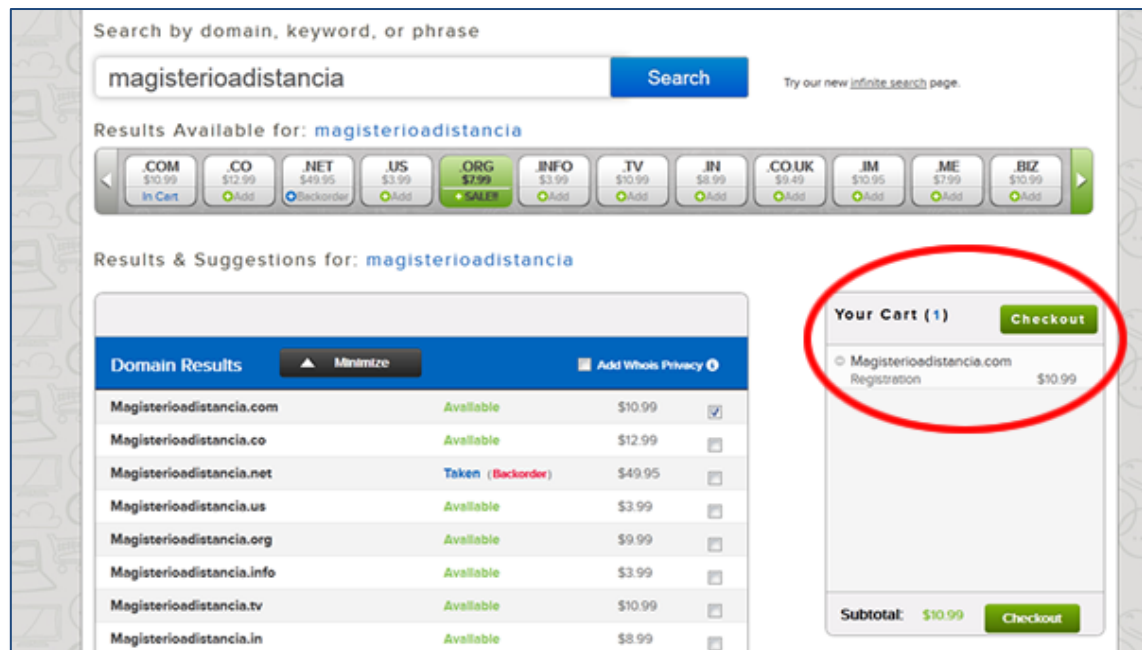 Search by domain, keyword, or phrase
magisterioadistancia Search Try our new infinite search page.
Results Available for: magisterioadistancia
.COM .CO .NET .US .ORG .INFO .TV .IN .CO.UK .IM .ME .BIZ
$10.99 $12.99 $49.95 $3.99 $7.99 $3.99 $10.99 $8.99 $9.49 $10.95 $7.99 $10.99
In Cart Add Backorder Add SALE!! Add Add Add Add Add Add Add
Results & Suggestions for: magisterioadistancia
Your Cart (1) Checkout
Domain Results Minimize Add Whois Privacy
Magisterioadistancia.com
Registration $10.99
Magisterioadistancia.com Available $10.99
Magisterioadistancia.co Available $12.99
Magisterioadistancia.net Taken (Backorder) $49.95
Magisterioadistancia.us Available $3.99
Magisterioadistancia.org Available $9.99
Magisterioadistancia.info Available $3.99
Magisterioadistancia.tv Available $10.99
Magisterioadistancia.in Available $8.99
Subtotal: $10.99 Checkout